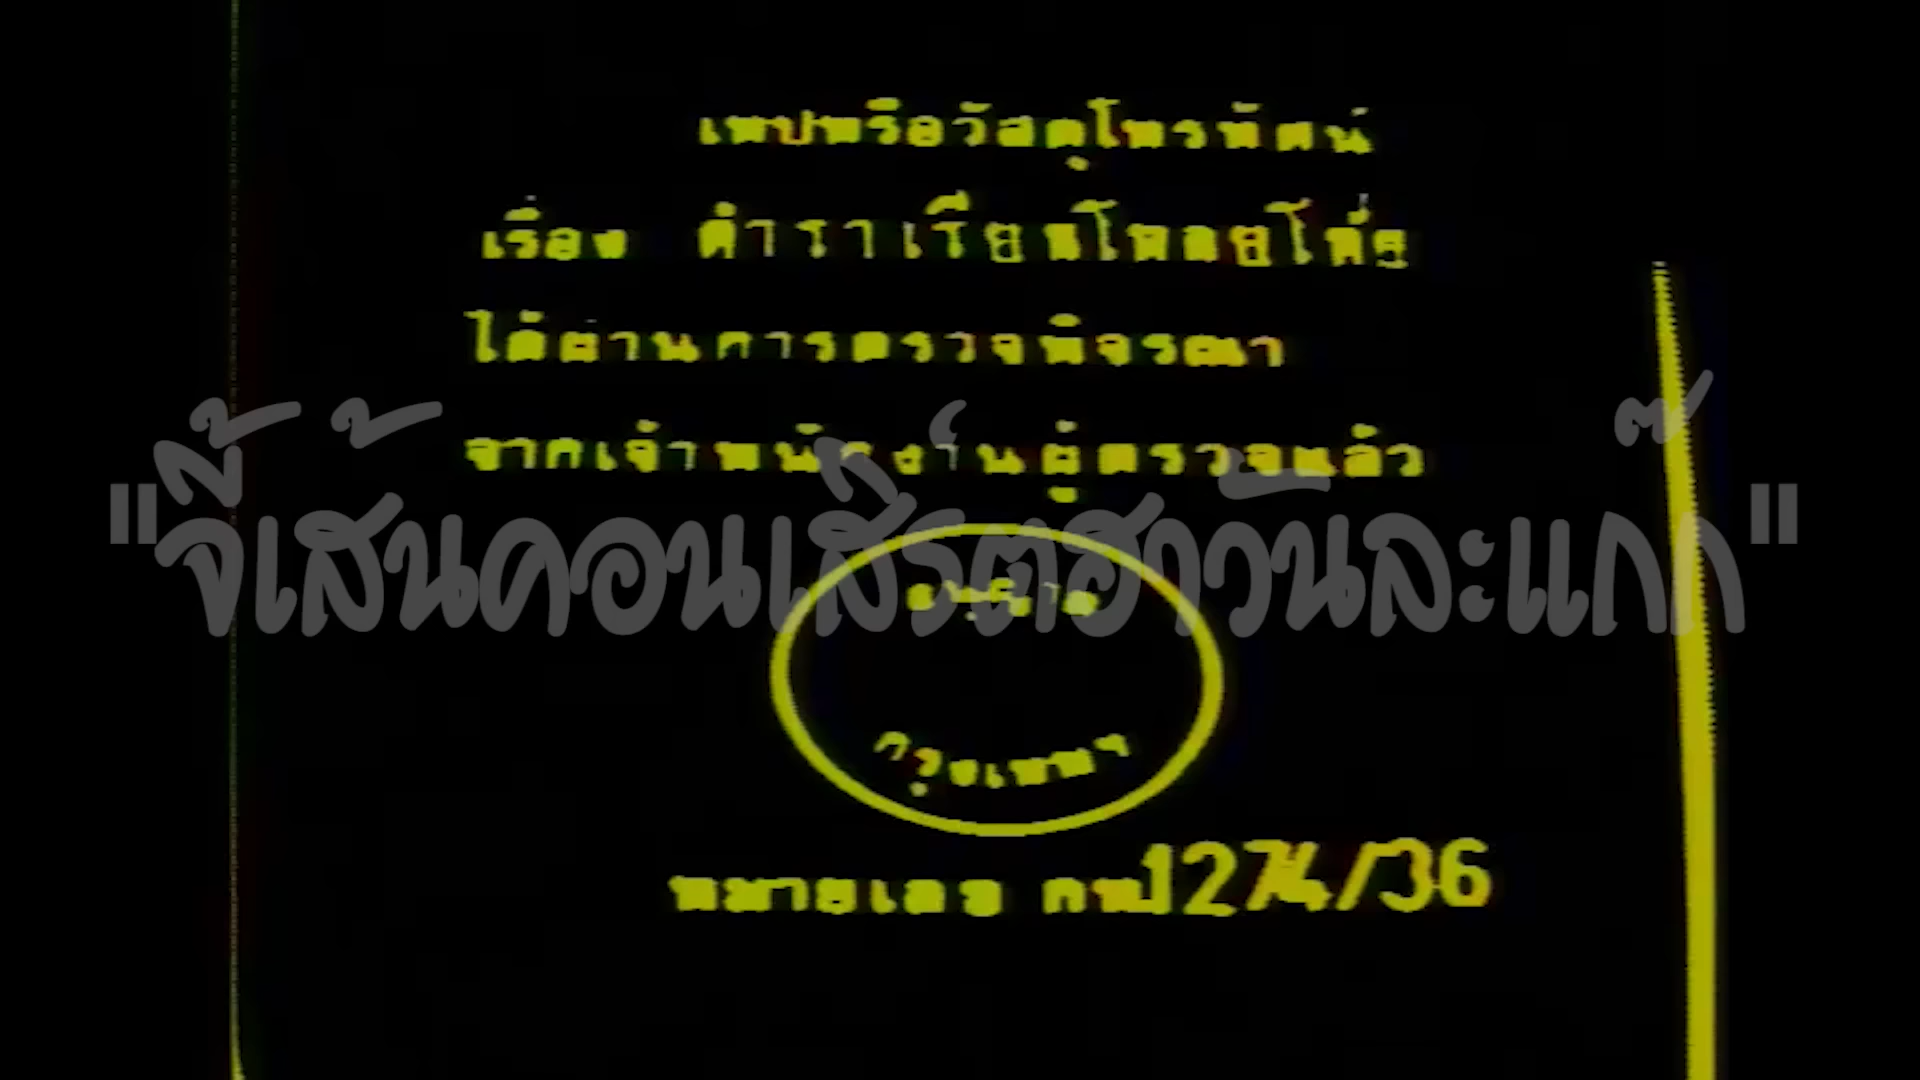 เทปหรือวัสดุโทรทัศน์
เรื่อง ตำราเรียนโหลยโท่ย
ได้ผ่านการตรวจพิจรณา
จากเจ้าพนักงานผู้ตรวจแล้ว
"จี้เส้นคอนเสิร์ตฮาวันละแก๊ก"
อนุญาต
กรุงเทพฯ
หมายเลข กท1274/36